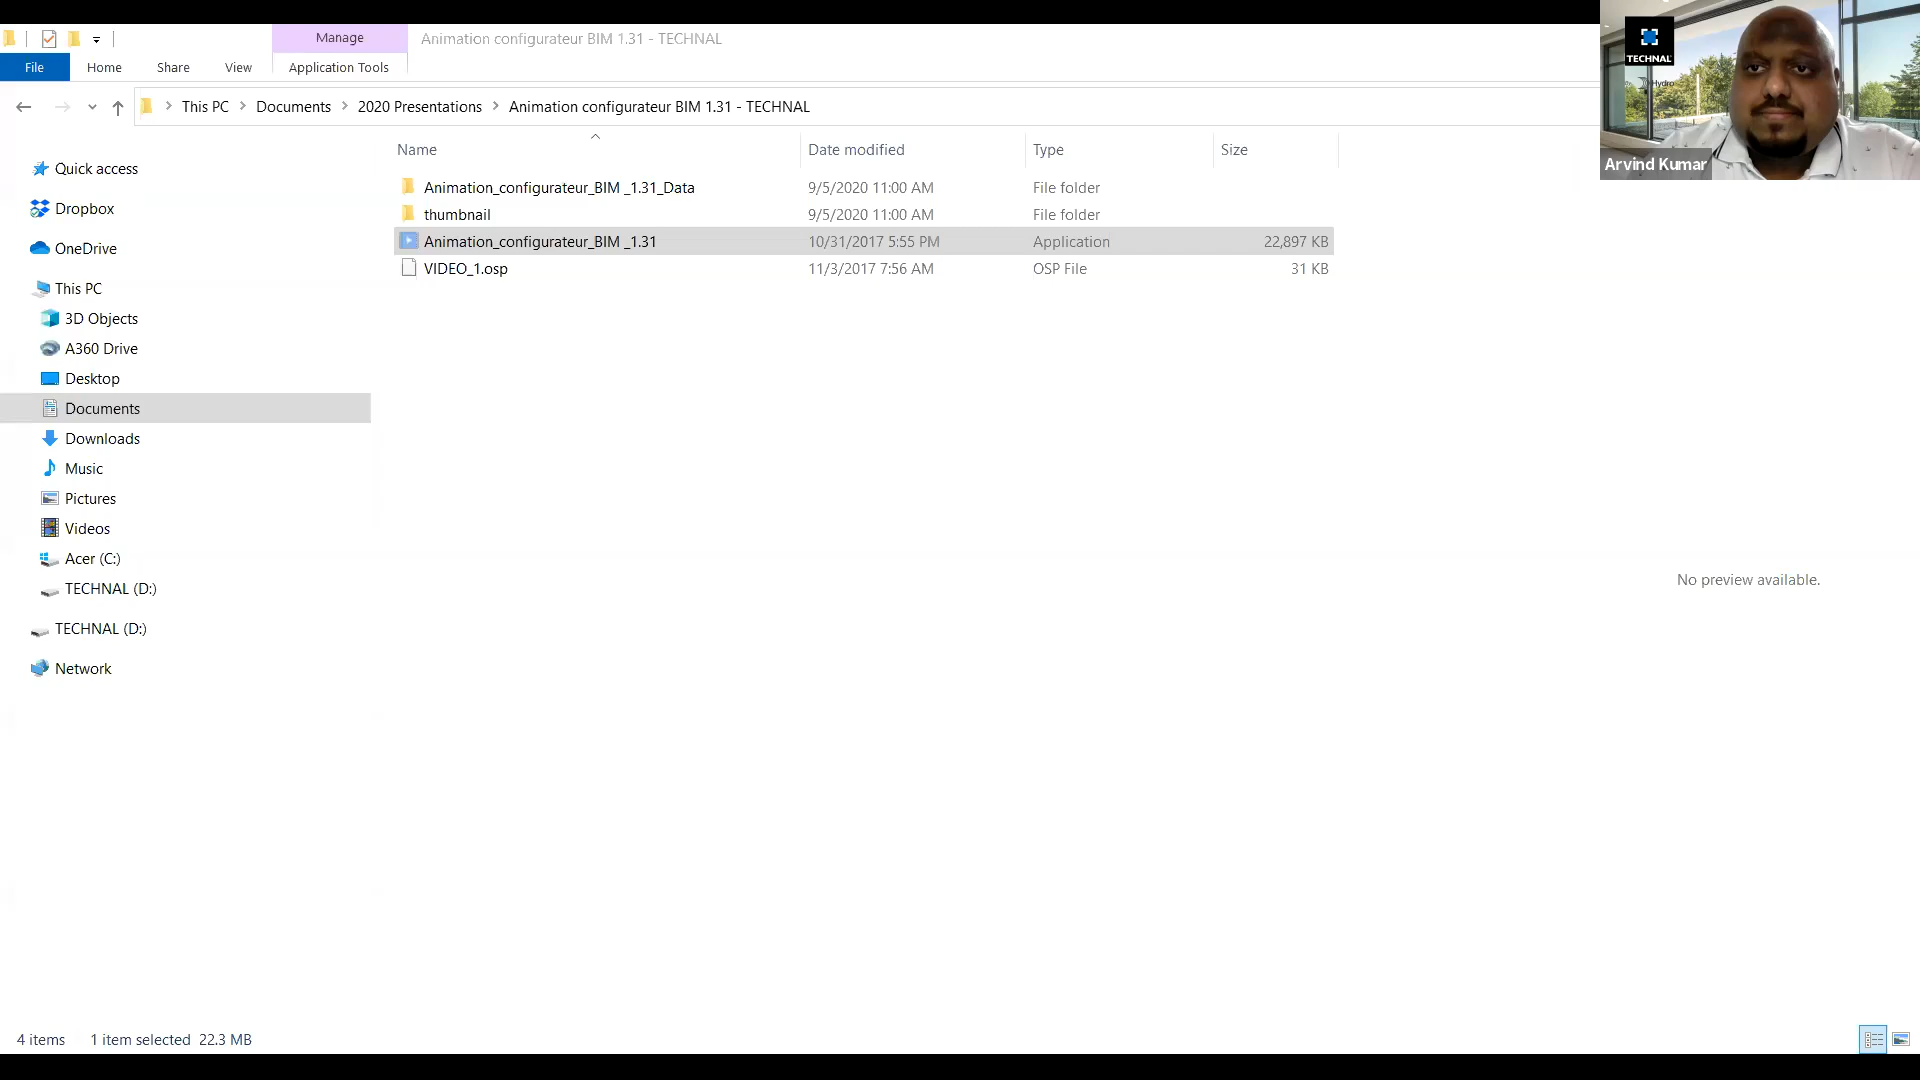 Manage
Animation configurateur BIM 1.31 - TECHNAL
File
Home
Share
View
Application Tools
This PC
Documents
2020 Presentations
Animation configurateur BIM 1.31 - TECHNAL
TECHNAL
Hydro
Arvind Kumar
Name
Date modified
Type
Size
Animation_configurateur_BIM _1.31_Data 9/5/2020 11:00 AM File folder
thumbnail 9/5/2020 11:00 AM File folder
Animation_configurateur_BIM _1.31 10/31/2017 5:55 PM Application 22,897 KB
VIDEO_1.osp 11/3/2017 7:56 AM OSP File 31 KB
Quick access
Dropbox
OneDrive
This PC
3D Objects
A360 Drive
Desktop
Documents
Downloads
Music
Pictures
Videos
Acer (C:)
TECHNAL (D:)
TECHNAL (D:)
Network
No preview available.
4 items 1 item selected 22.3 MB